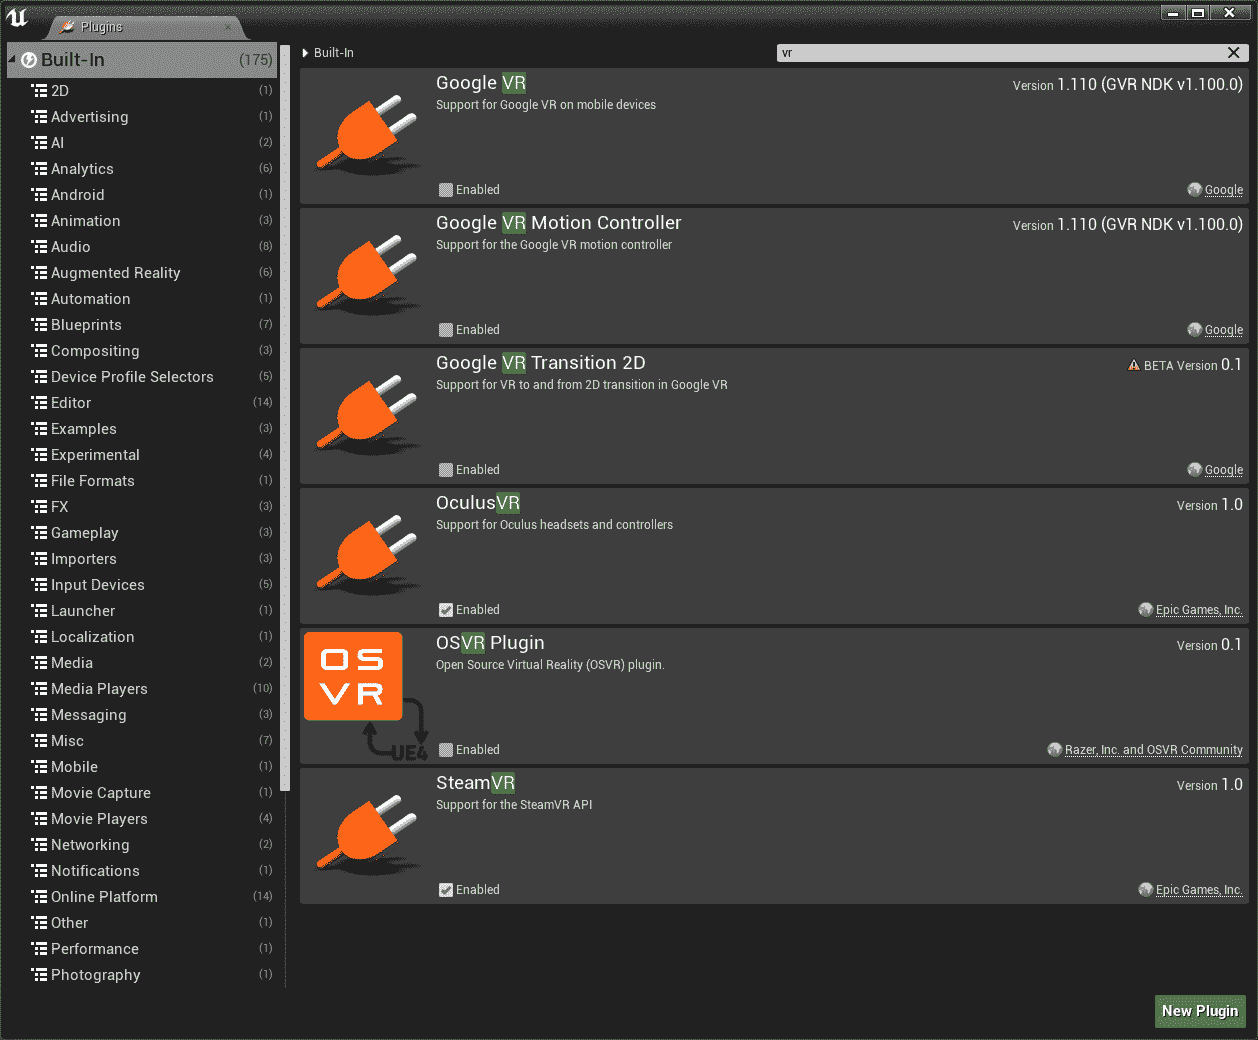 Plugins
Built-In (175)
2D (1)
Advertising (1)
AI (2)
Analytics (6)
Android (1)
Animation (3)
Audio (8)
Augmented Reality (6)
Automation (1)
Blueprints (7)
Compositing (3)
Device Profile Selectors (5)
Editor (14)
Examples (3)
Experimental (4)
File Formats (1)
FX (3)
Gameplay (3)
Importers (3)
Input Devices (5)
Launcher (1)
Localization (1)
Media (2)
Media Players (10)
Messaging (3)
Misc (7)
Mobile (1)
Movie Capture (1)
Movie Players (4)
Networking (2)
Notifications (1)
Online Platform (14)
Other (1)
Performance (1)
Photography (1)
Built-In
vr
Google VR
Version 1.110 (GVR NDK v1.100.0)
Support for Google VR on mobile devices
Enabled
Google
Google VR Motion Controller
Version 1.110 (GVR NDK v1.100.0)
Support for the Google VR motion controller
Enabled
Google
Google VR Transition 2D
BETA Version 0.1
Support for VR to and from 2D transition in Google VR
Enabled
Google
OculusVR
Version 1.0
Support for Oculus headsets and controllers
Enabled
Epic Games, Inc.
OS
VR
UE4
OSVR Plugin
Version 0.1
Open Source Virtual Reality (OSVR) plugin.
Enabled
Razer, Inc. and OSVR Community
SteamVR
Version 1.0
Support for the SteamVR API
Enabled
Epic Games, Inc.
New Plugin